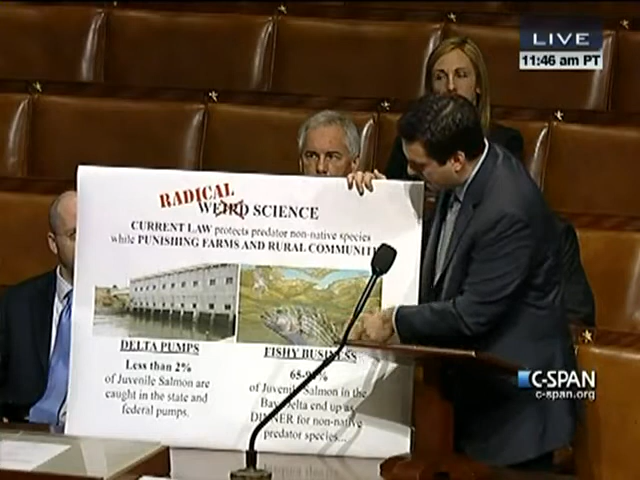 LIVE
11:46 am PT
RADICAL
WEIRD SCIENCE
CURRENT LAW protects predator non-native species
while PUNISHING FARMS AND RURAL
DELTA PUMPS
Less than 2%
of Juvenile Salmon are
caught in the state and
federal pumps.
FISHY BUSINESS
of Juvenile Salmon in the
Bay Delta end up as
DINNER for non-native
predator species...
C-SPAN
c-span.org